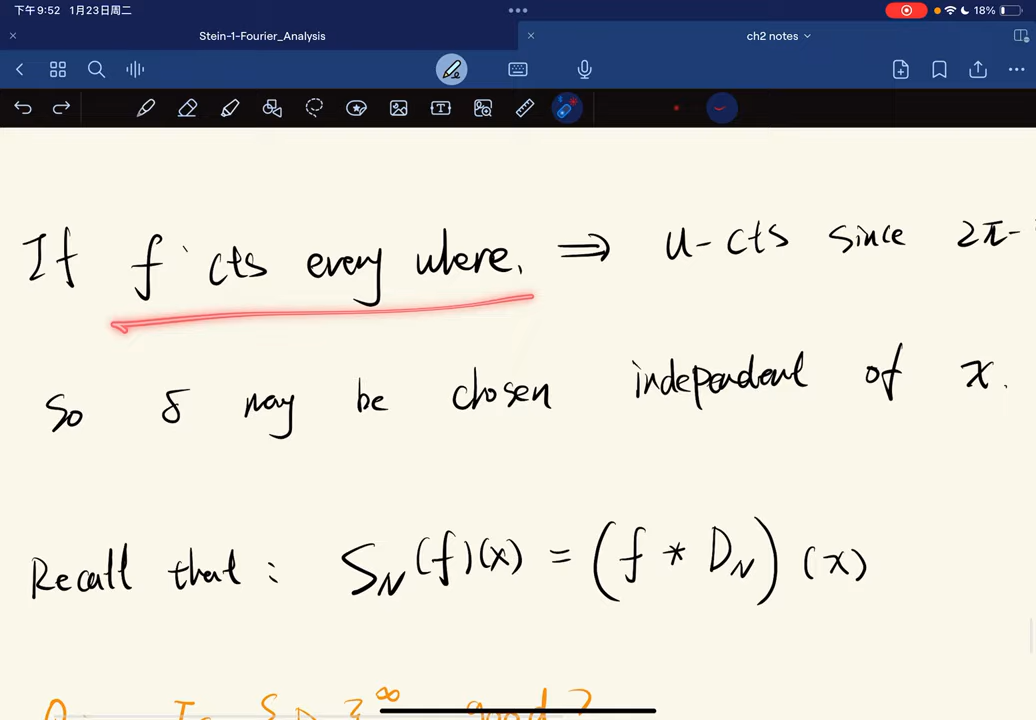 下午9:52 1月23日周二
18%
Stein-1-Fourier_Analysis
ch2 notes
If f cts every where, ⟹ u-cts since 2π-
so δ may be chosen independent of x.
Recall that : S_N(f)(x) = (f * D_N)(x)
good?